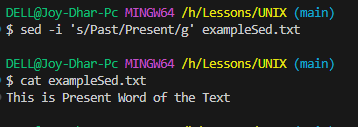 DELL@Joy-Dhar-Pc MINGW64 /h/Lessons/UNIX (main)
$ sed -i 's/Past/Present/g' exampleSed.txt
DELL@Joy-Dhar-Pc MINGW64 /h/Lessons/UNIX (main)
$ cat exampleSed.txt
This is Present Word of the Text